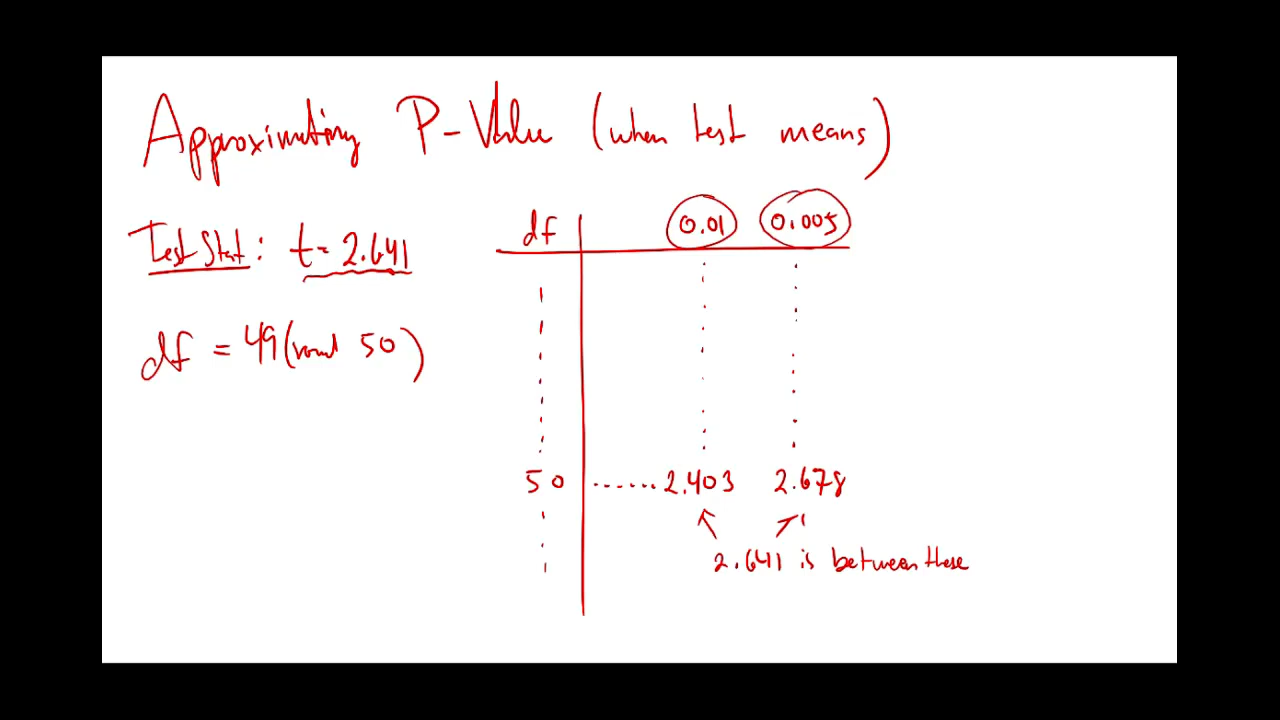 Approximating P-Value (when test means)
Test Stat: t = 2.641
df = 49 (round 50)
df 0.01 0.005
50 ...... 2.403 2.678
2.641 is between these